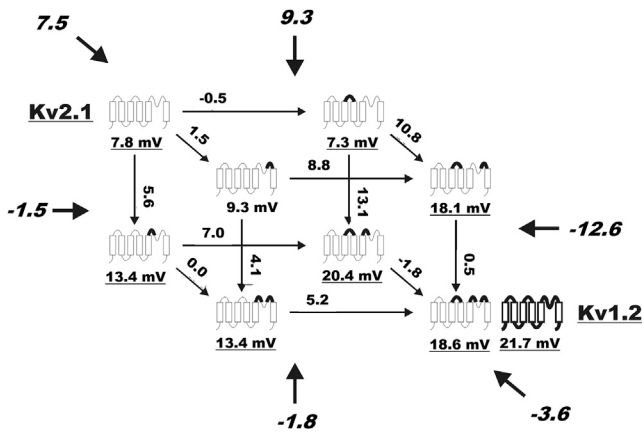 7.5
9.3
Kv2.1
-0.5
7.8 mV
7.3 mV
1.5
10.8
8.8
5.6
9.3 mV
13.1
18.1 mV
-1.5
-12.6
7.0
13.4 mV
0.0
4.1
20.4 mV
-1.8
0.5
5.2
Kv1.2
13.4 mV
18.6 mV
21.7 mV
-1.8
-3.6